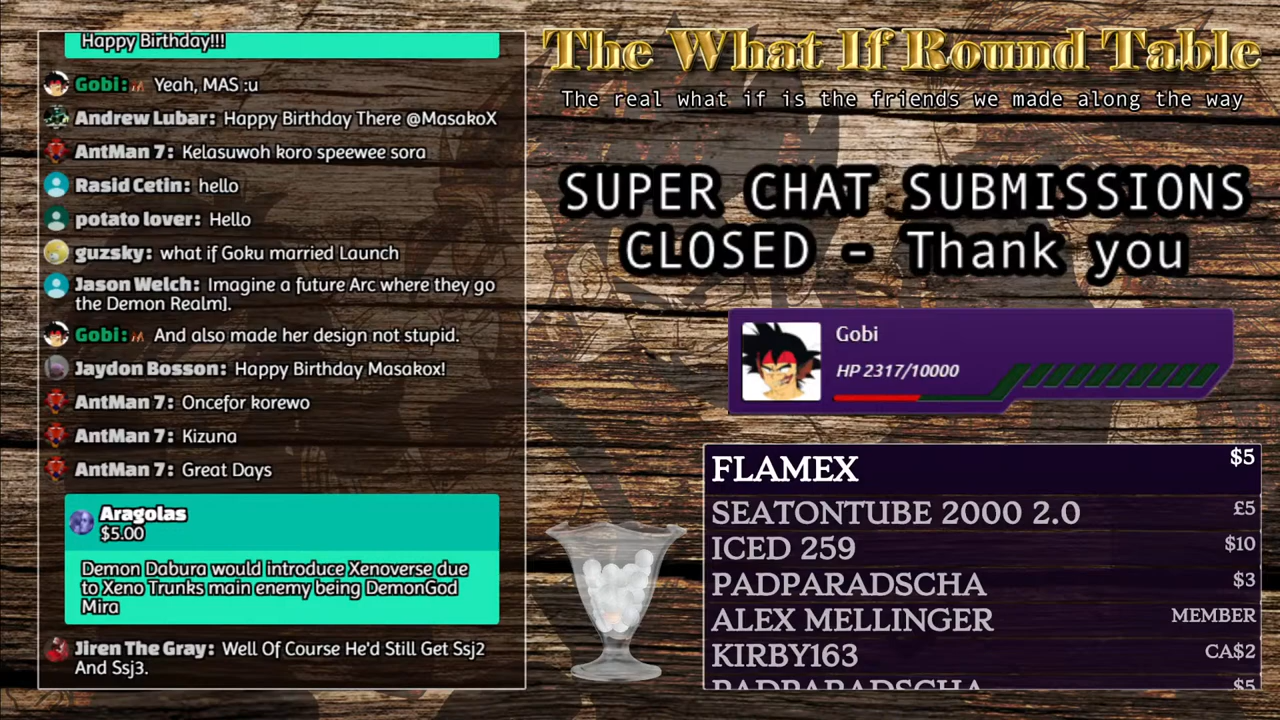 Happy Birthday!!!
Gobi: Yeah, MAS :u
Andrew Lubar: Happy Birthday There @MasakoX
AntMan 7: Kelasuwoh koro speewee sora
Rasid Cetin: hello
potato lover: Hello
guzsky: what if Goku married Launch
Jason Welch: Imagine a future Arc where they go
the Demon Realm].
Gobi: And also made her design not stupid.
Jaydon Bosson: Happy Birthday Masakox!
AntMan 7: Oncefor korewo
AntMan 7: Kizuna
AntMan 7: Great Days
Aragolas
$5.00
Demon Dabura would introduce Xenoverse due
to Xeno Trunks main enemy being DemonGod
Mira
Jiren The Gray: Well Of Course He'd Still Get Ssj2
And Ssj3.
The What If Round Table
The real what if is the friends we made along the way
SUPER CHAT SUBMISSIONS
CLOSED - Thank you
Gobi
HP 2317/10000
FLAMEX $5
SEATONTUBE 2000 2.0 £5
ICED 259 $10
PADPARADSCHA $3
ALEX MELLINGER MEMBER
KIRBY163 CA$2
PADPARADSCHA $5